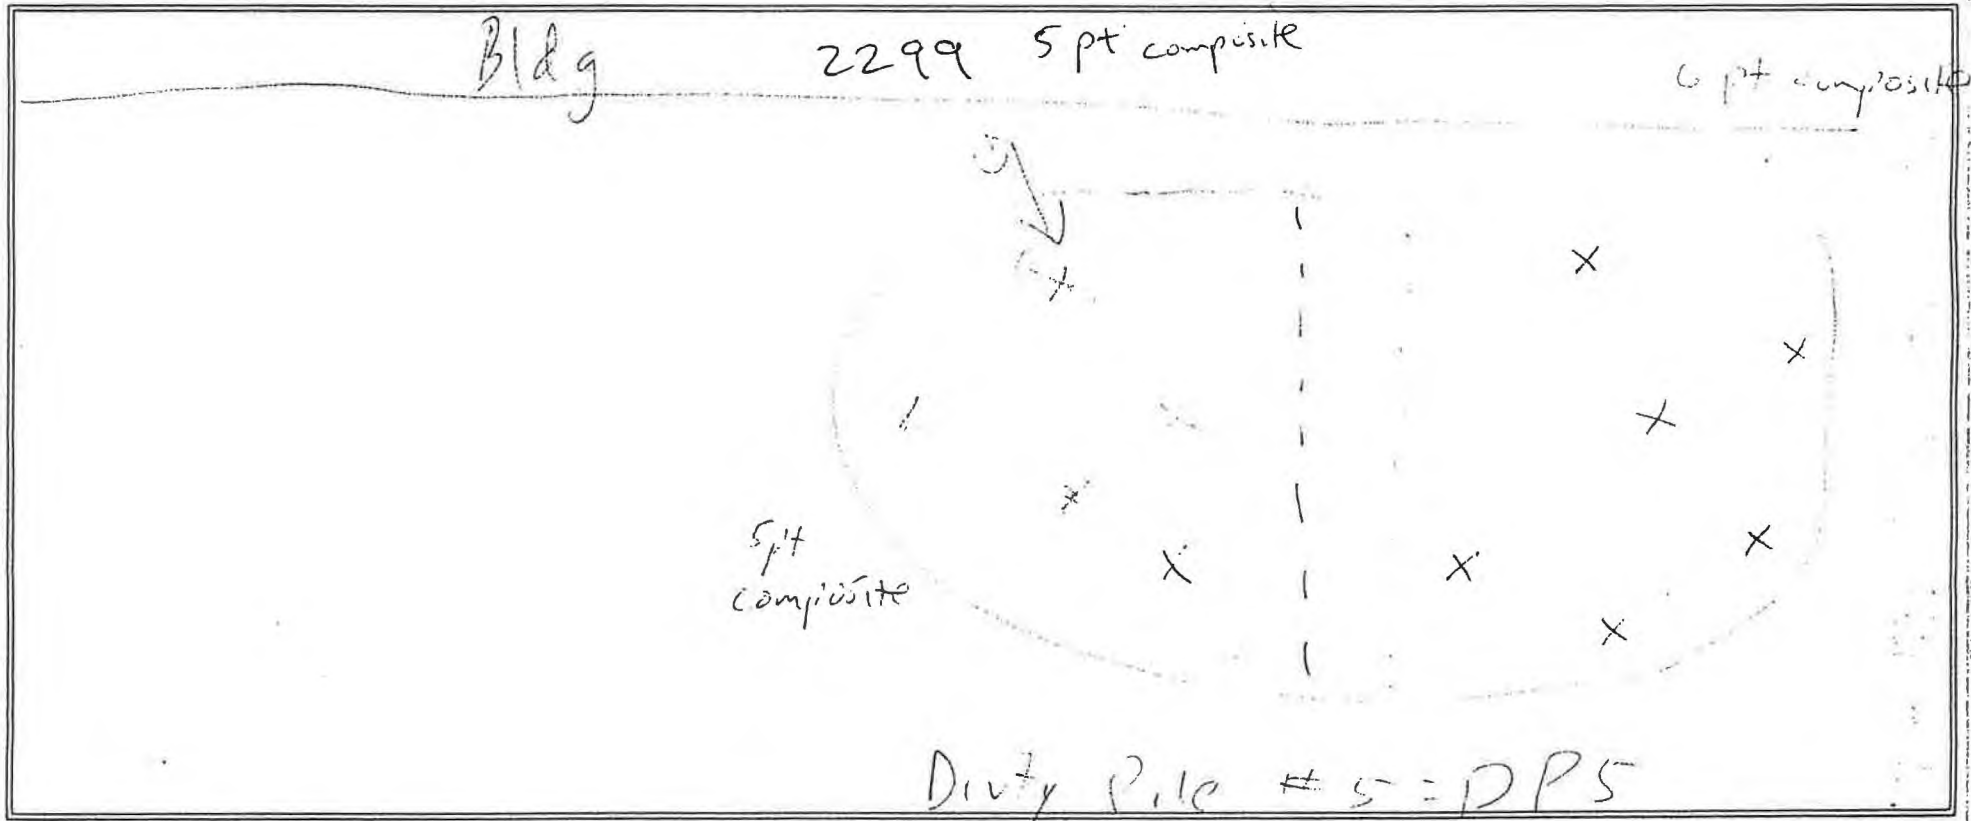 Bldg 2299 5 pt composite
6 pt composite
5 pt
composite
Dirty Pile # 5 = DP5